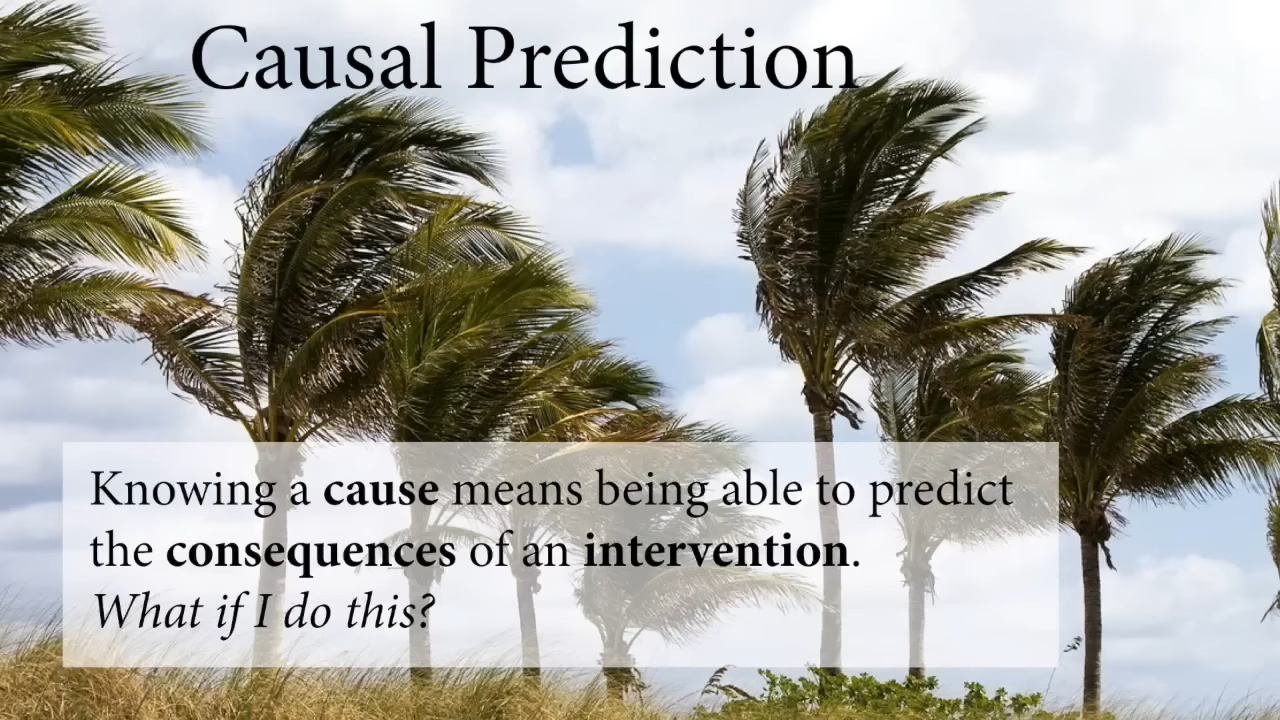 Causal Prediction
Knowing a cause means being able to predict
the consequences of an intervention.
What if I do this?